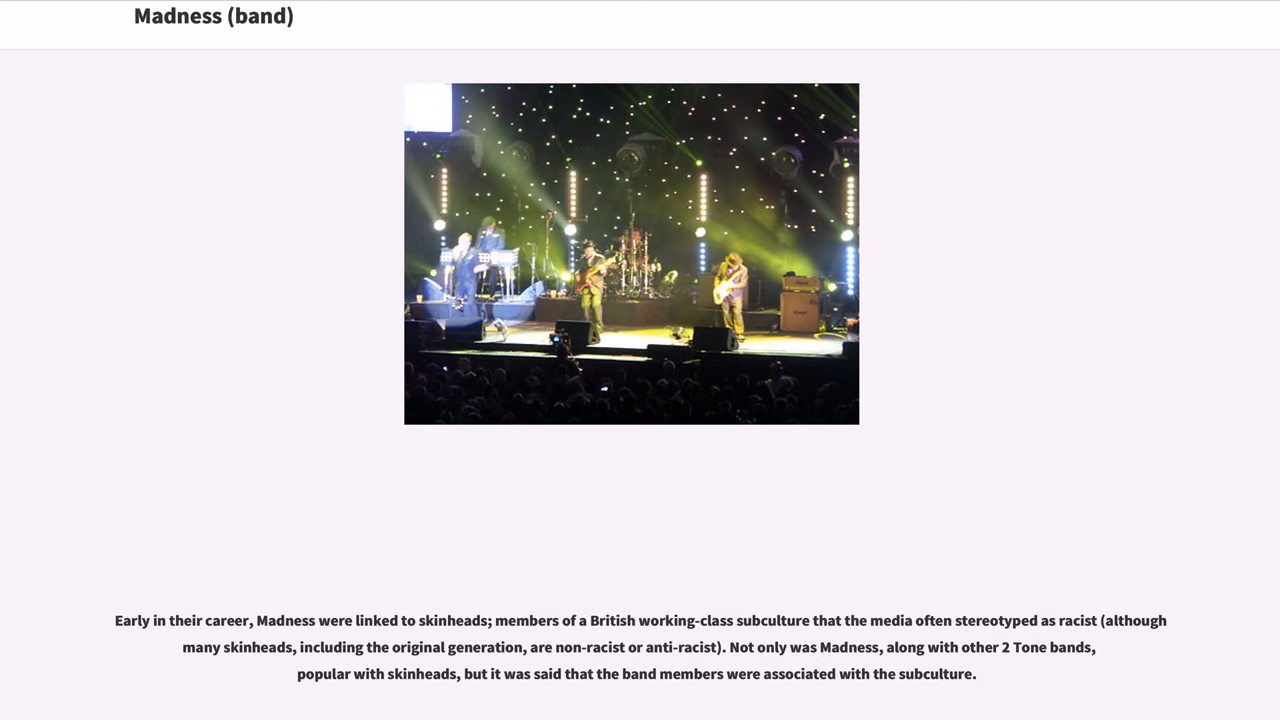 Madness (band)
Early in their career, Madness were linked to skinheads; members of a British working-class subculture that the media often stereotyped as racist (although
many skinheads, including the original generation, are non-racist or anti-racist). Not only was Madness, along with other 2 Tone bands,
popular with skinheads, but it was said that the band members were associated with the subculture.